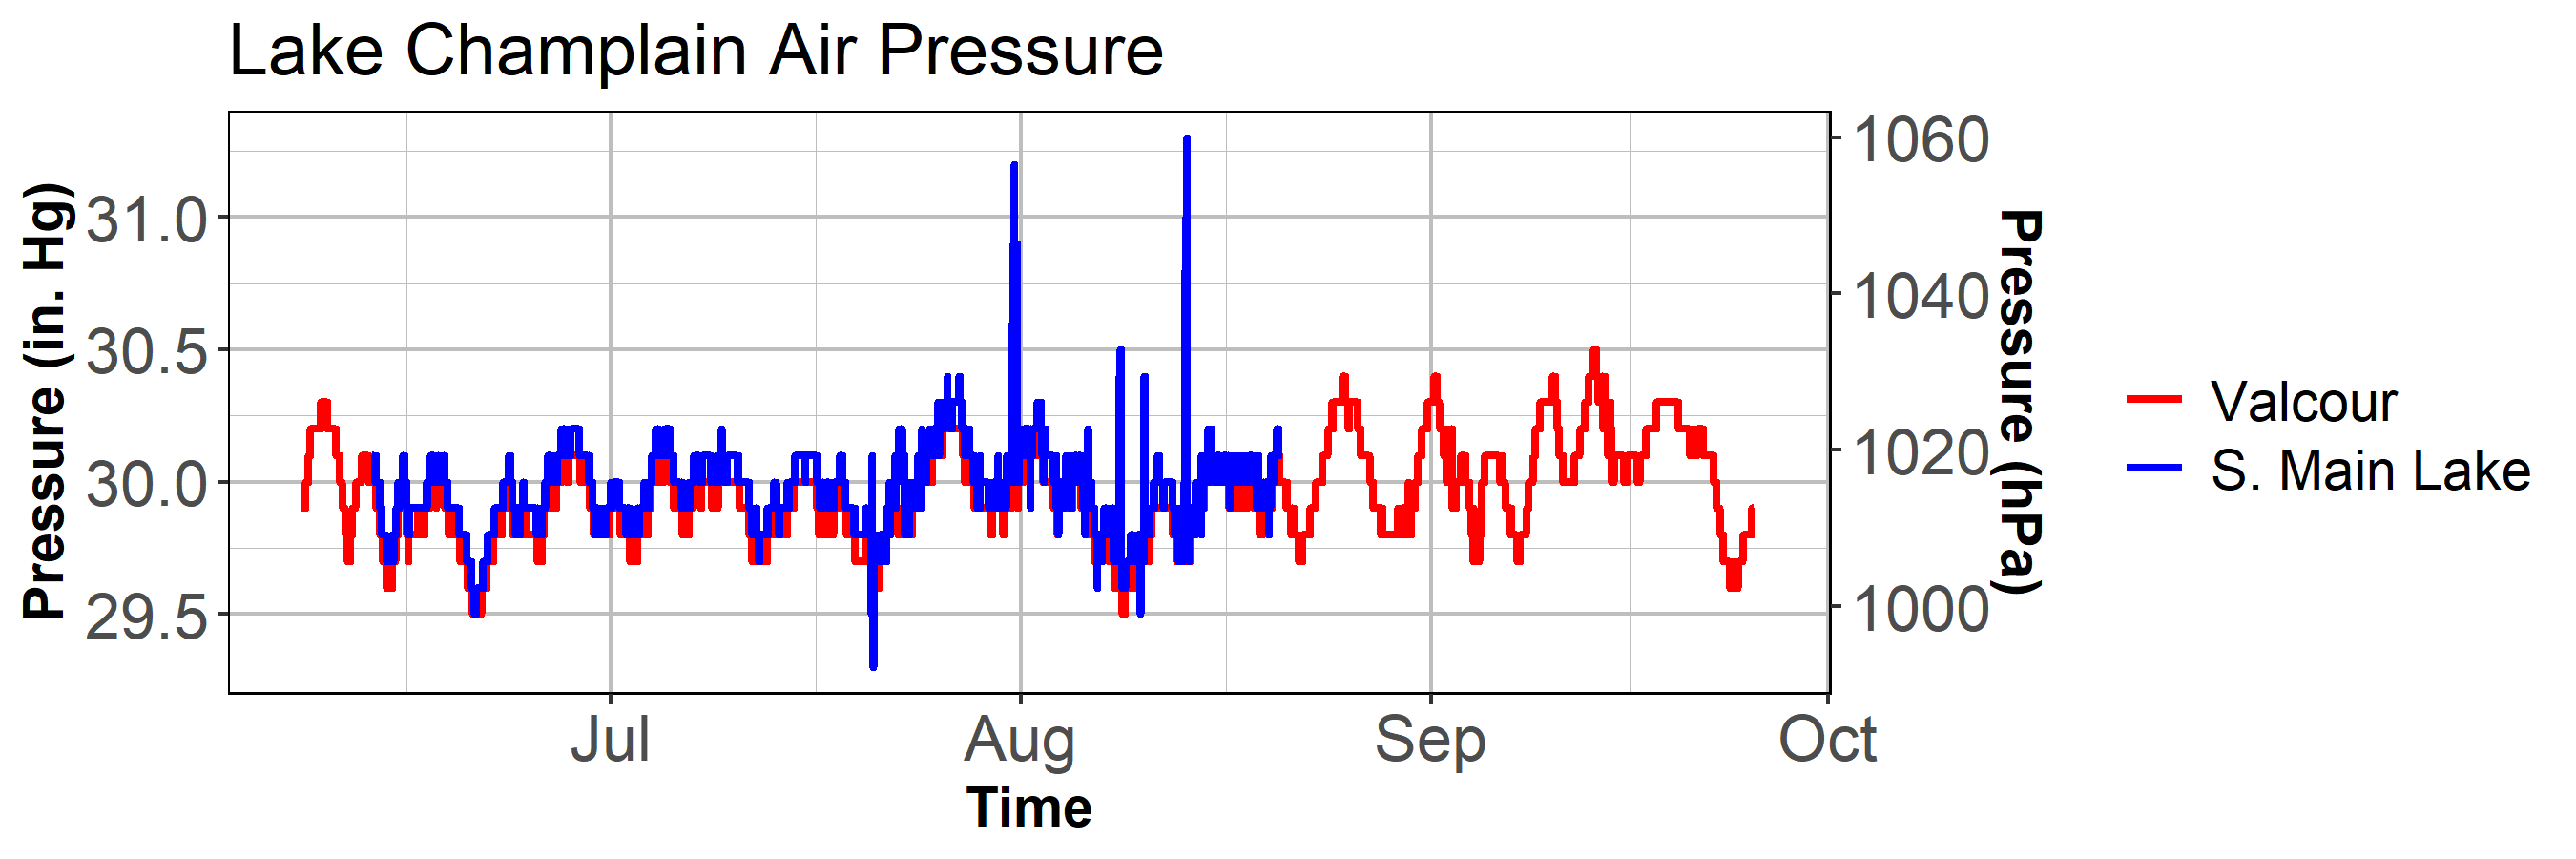 Lake Champlain Air Pressure
Pressure (in. Hg)
31.0
30.5
30.0
29.5
1060
1040
1020
1000
Pressure (hPa)
Jul
Aug
Sep
Oct
Time
Valcour
S. Main Lake